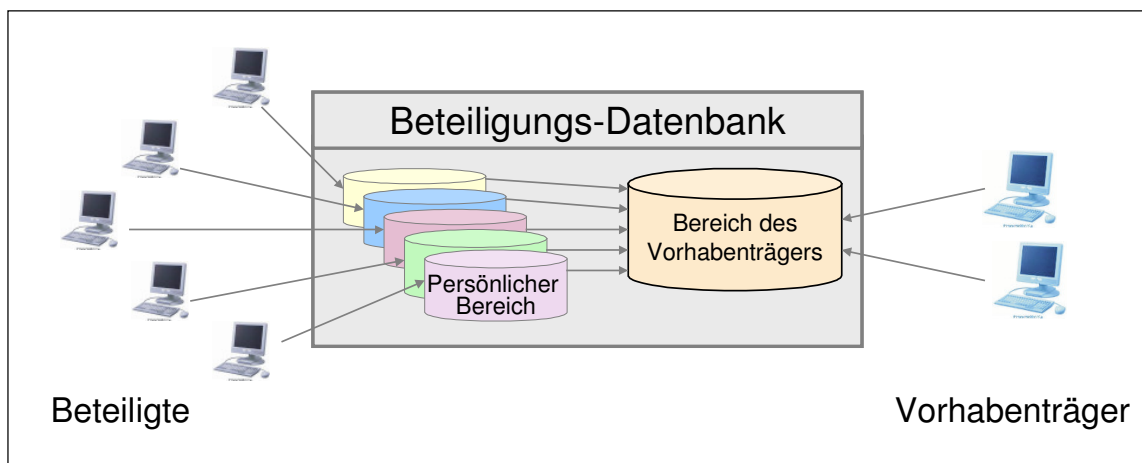 Beteiligungs-Datenbank
Bereich des
Vorhabenträgers
Persönlicher
Bereich
Beteiligte
Vorhabenträger